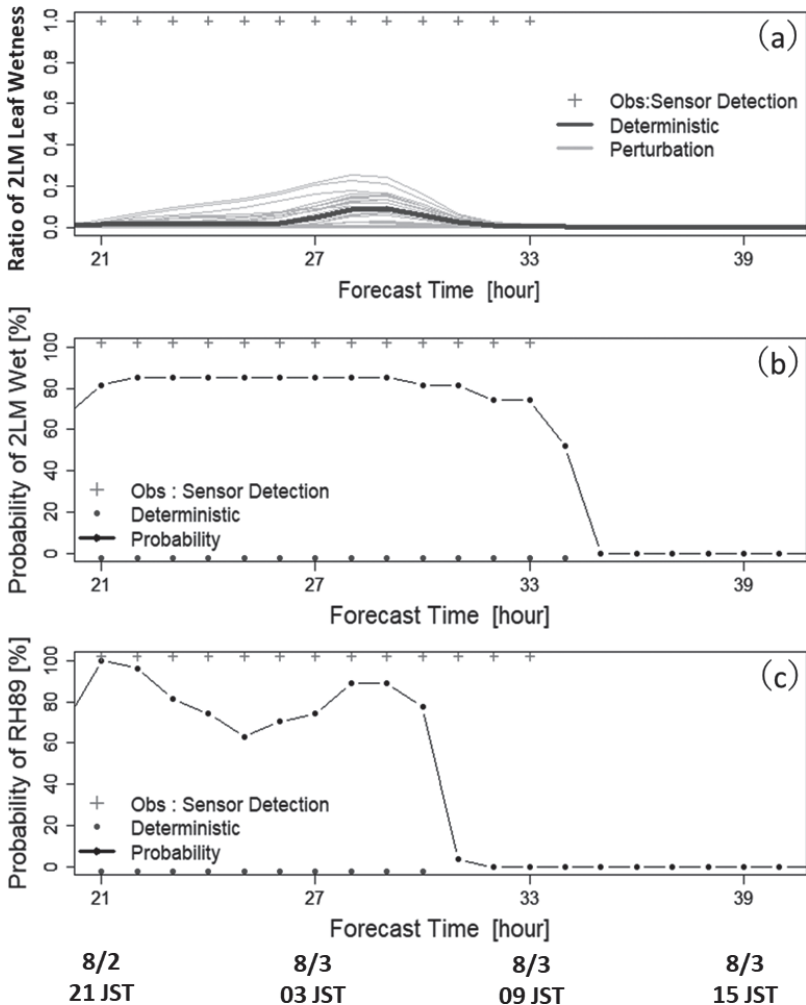 (a)
Ratio of 2LM Leaf Wetness
1.0
0.8
0.6
0.4
0.2
0.0
Obs:Sensor Detection
Deterministic
Perturbation
21 27 33 39
Forecast Time [hour]
(b)
Probability of 2LM Wet [%]
100
80
60
40
20
0
Obs : Sensor Detection
Deterministic
Probability
21 27 33 39
Forecast Time [hour]
(c)
Probability of RH89 [%]
100
80
60
40
20
0
Obs : Sensor Detection
Deterministic
Probability
21 27 33 39
Forecast Time [hour]
8/2 8/3 8/3 8/3
21 JST 03 JST 09 JST 15 JST